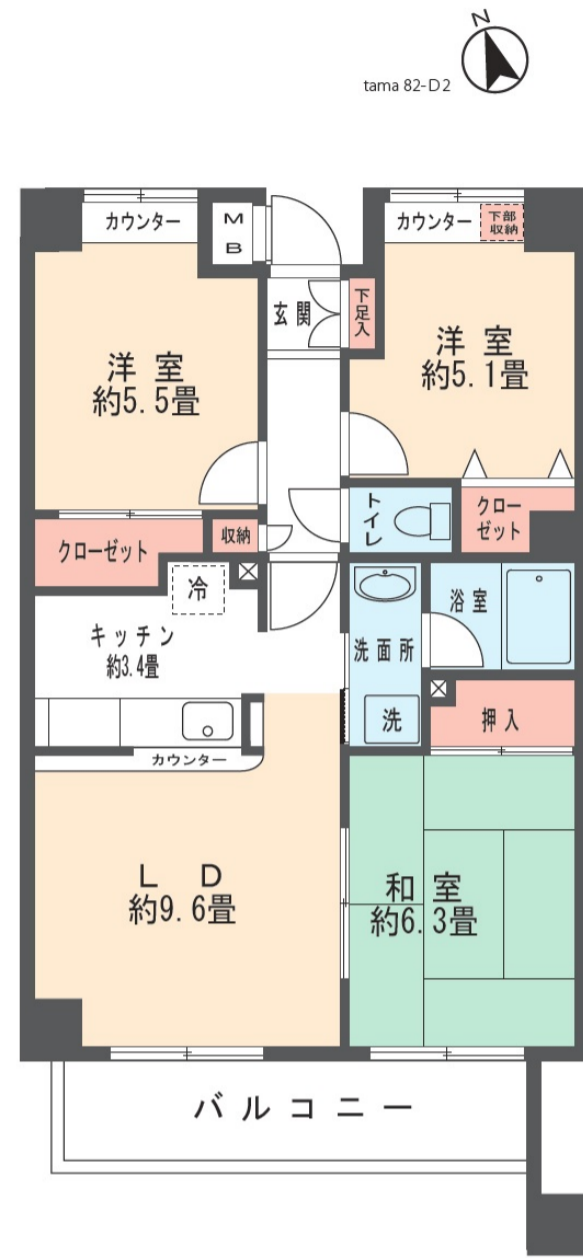 N
tama 82-D2
カウンター
M
B
カウンター
下部
収納
玄関
下足入
洋室
約5.5畳
洋室
約5.1畳
トイレ
クロー
ゼット
クローゼット
収納
冷
浴室
キッチン
約3.4畳
洗面所
洗
押入
カウンター
LD
約9.6畳
和室
約6.3畳
バルコニー